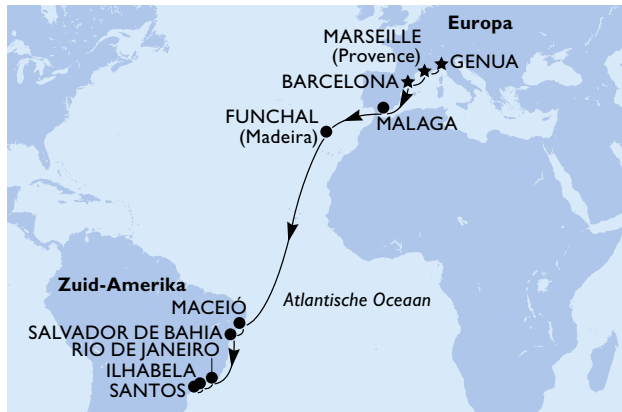 Europa
MARSEILLE
(Provence)
GENUA
BARCELONA
MALAGA
FUNCHAL
(Madeira)
Zuid-Amerika
Atlantische Oceaan
MACEIÓ
SALVADOR DE BAHIA
RIO DE JANEIRO
ILHABELA
SANTOS